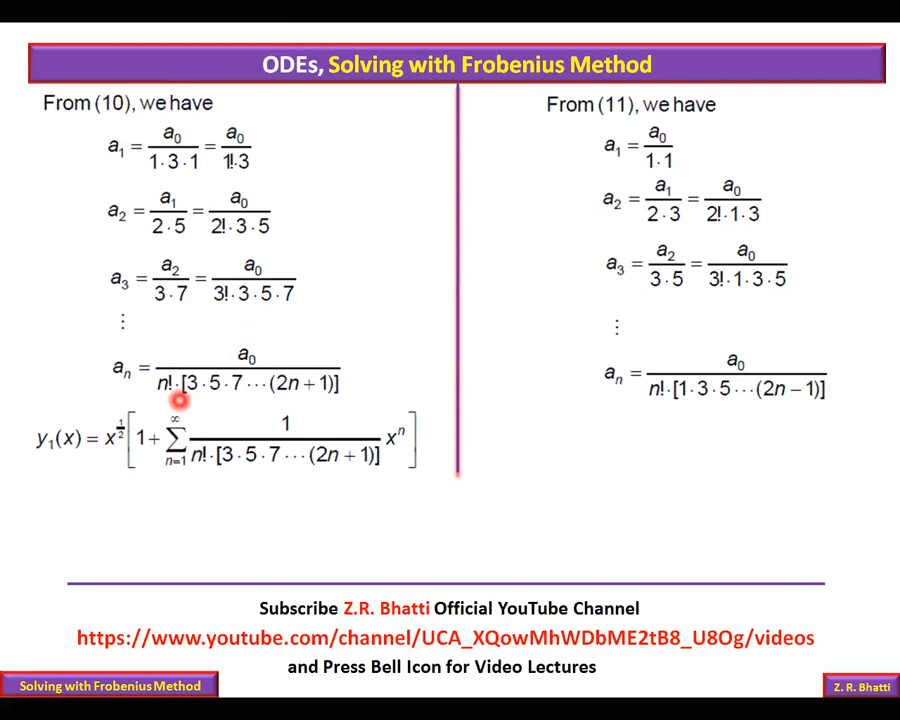 ODEs, Solving with Frobenius Method
From (10), we have
a₁ = a₀/(1·3·1) = a₀/(1!·3)
a₂ = a₁/(2·5) = a₀/(2!·3·5)
a₃ = a₂/(3·7) = a₀/(3!·3·5·7)
⋮
aₙ = a₀/(n!·[3·5·7⋯(2n+1)])
y₁(x) = x^(1/2) [1 + ∑_{n=1}^{∞} 1/(n!·[3·5·7⋯(2n+1)]) xⁿ]
From (11), we have
a₁ = a₀/(1·1)
a₂ = a₁/(2·3) = a₀/(2!·1·3)
a₃ = a₂/(3·5) = a₀/(3!·1·3·5)
⋮
aₙ = a₀/(n!·[1·3·5⋯(2n−1)])
Subscribe Z.R. Bhatti Official YouTube Channel
https://www.youtube.com/channel/UCA_XQowMhWDbME2tB8_U8Og/videos
and Press Bell Icon for Video Lectures
Solving with Frobenius Method
Z. R. Bhatti